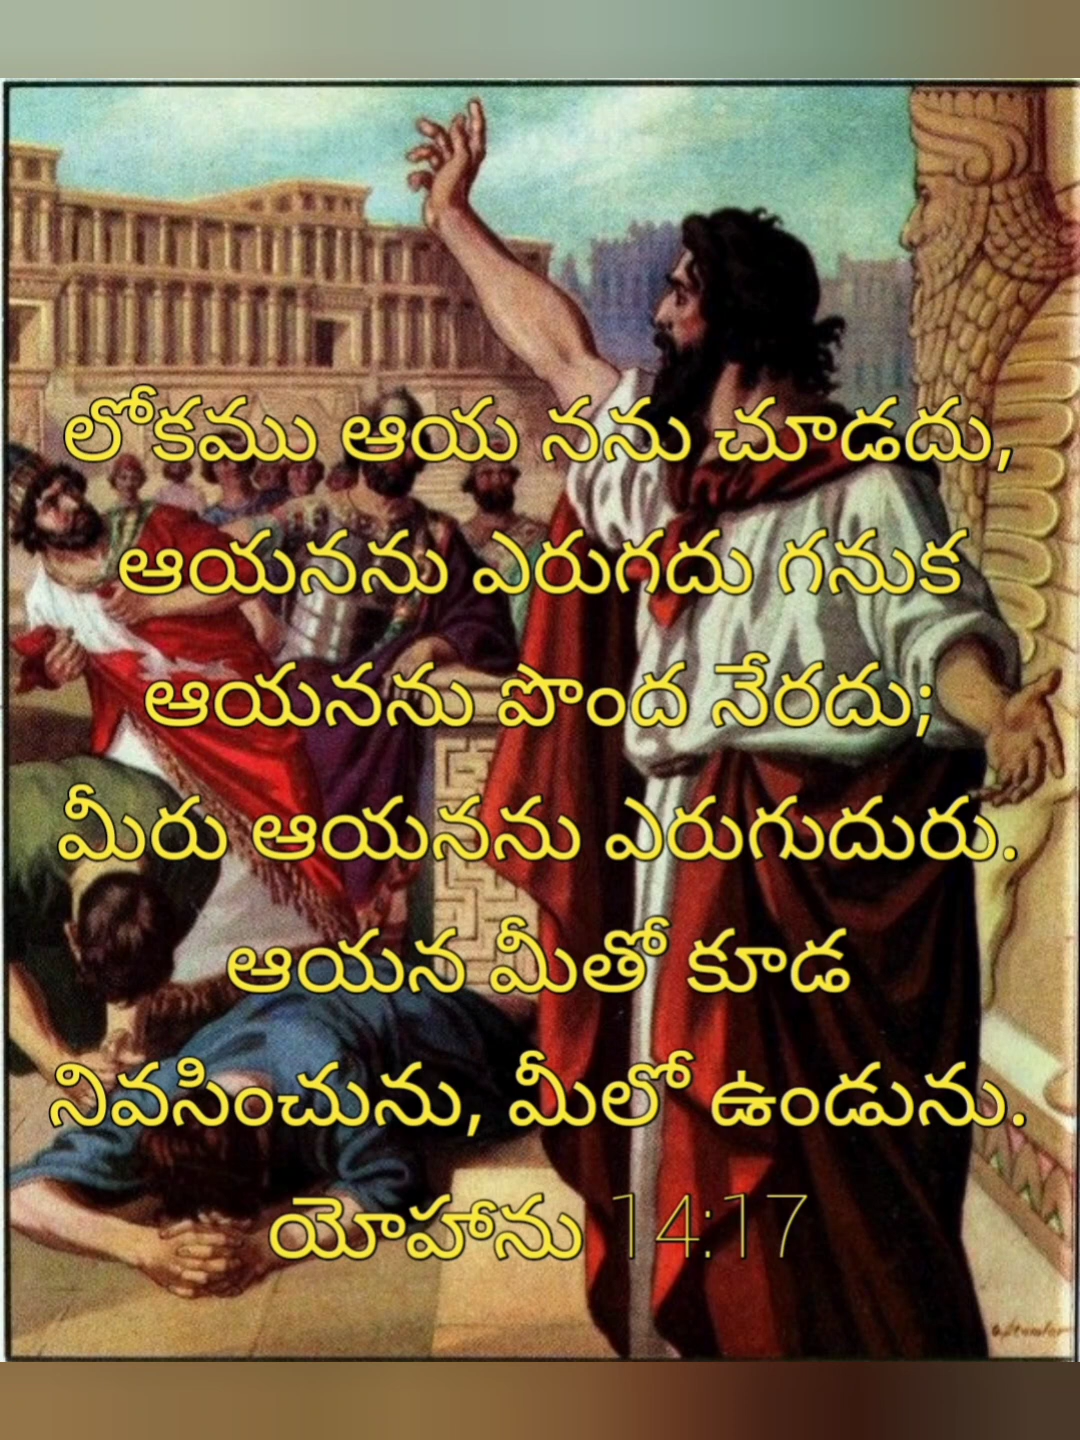 లోకము ఆయ నను చూడదు,
ఆయనను ఎరుగదు గనుక
ఆయనను పొంద నేరదు;
మీరు ఆయనను ఎరుగుదురు.
ఆయన మీతో కూడ
నివసించును, మీలో ఉండును.
యోహాను 14:17